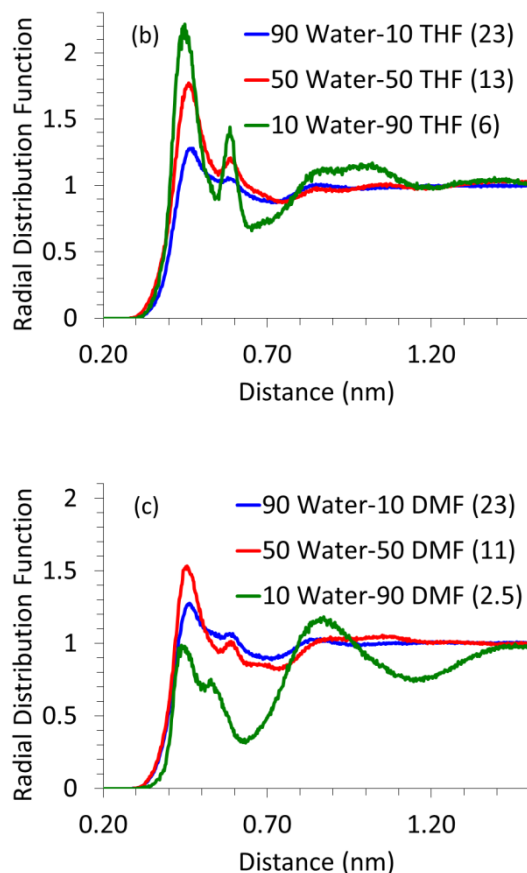 (b)
90 Water-10 THF (23)
50 Water-50 THF (13)
10 Water-90 THF (6)
Radial Distribution Function
2
1.5
1
0.5
0
0.20 0.70 1.20
Distance (nm)
(c)
90 Water-10 DMF (23)
50 Water-50 DMF (11)
10 Water-90 DMF (2.5)
Radial Distribution Function
2
1.5
1
0.5
0
0.20 0.70 1.20
Distance (nm)